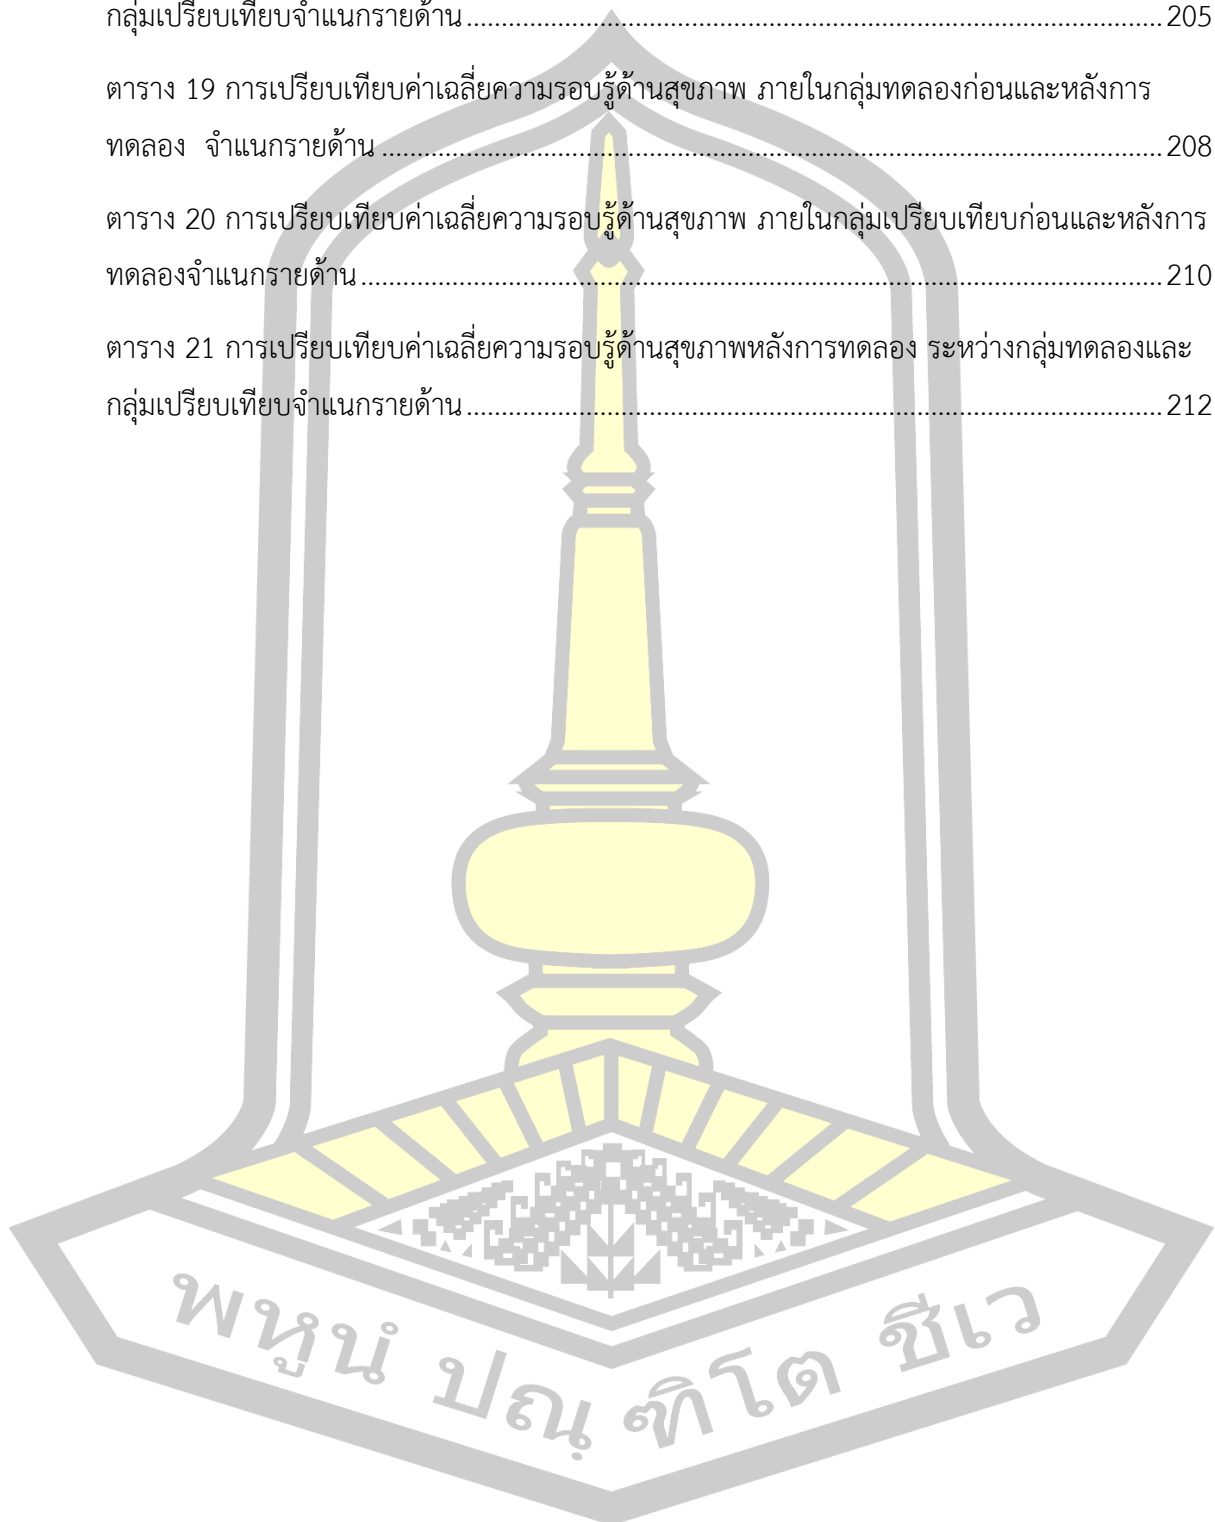 กลุ่มเปรียบเทียบจำแนกรายด้าน.....................................................................................205
ตาราง 19 การเปรียบเทียบค่าเฉลี่ยความรอบรู้ด้านสุขภาพ ภายในกลุ่มทดลองก่อนและหลังการ
ทดลอง จำแนกรายด้าน...............................................................................................208
ตาราง 20 การเปรียบเทียบค่าเฉลี่ยความรอบรู้ด้านสุขภาพ ภายในกลุ่มเปรียบเทียบก่อนและหลังการ
ทดลองจำแนกรายด้าน..................................................................................................210
ตาราง 21 การเปรียบเทียบค่าเฉลี่ยความรอบรู้ด้านสุขภาพหลังการทดลอง ระหว่างกลุ่มทดลองและ
กลุ่มเปรียบเทียบจำแนกรายด้าน.....................................................................................212
พหูนํ ปณฺ ฑิโต ชีเว